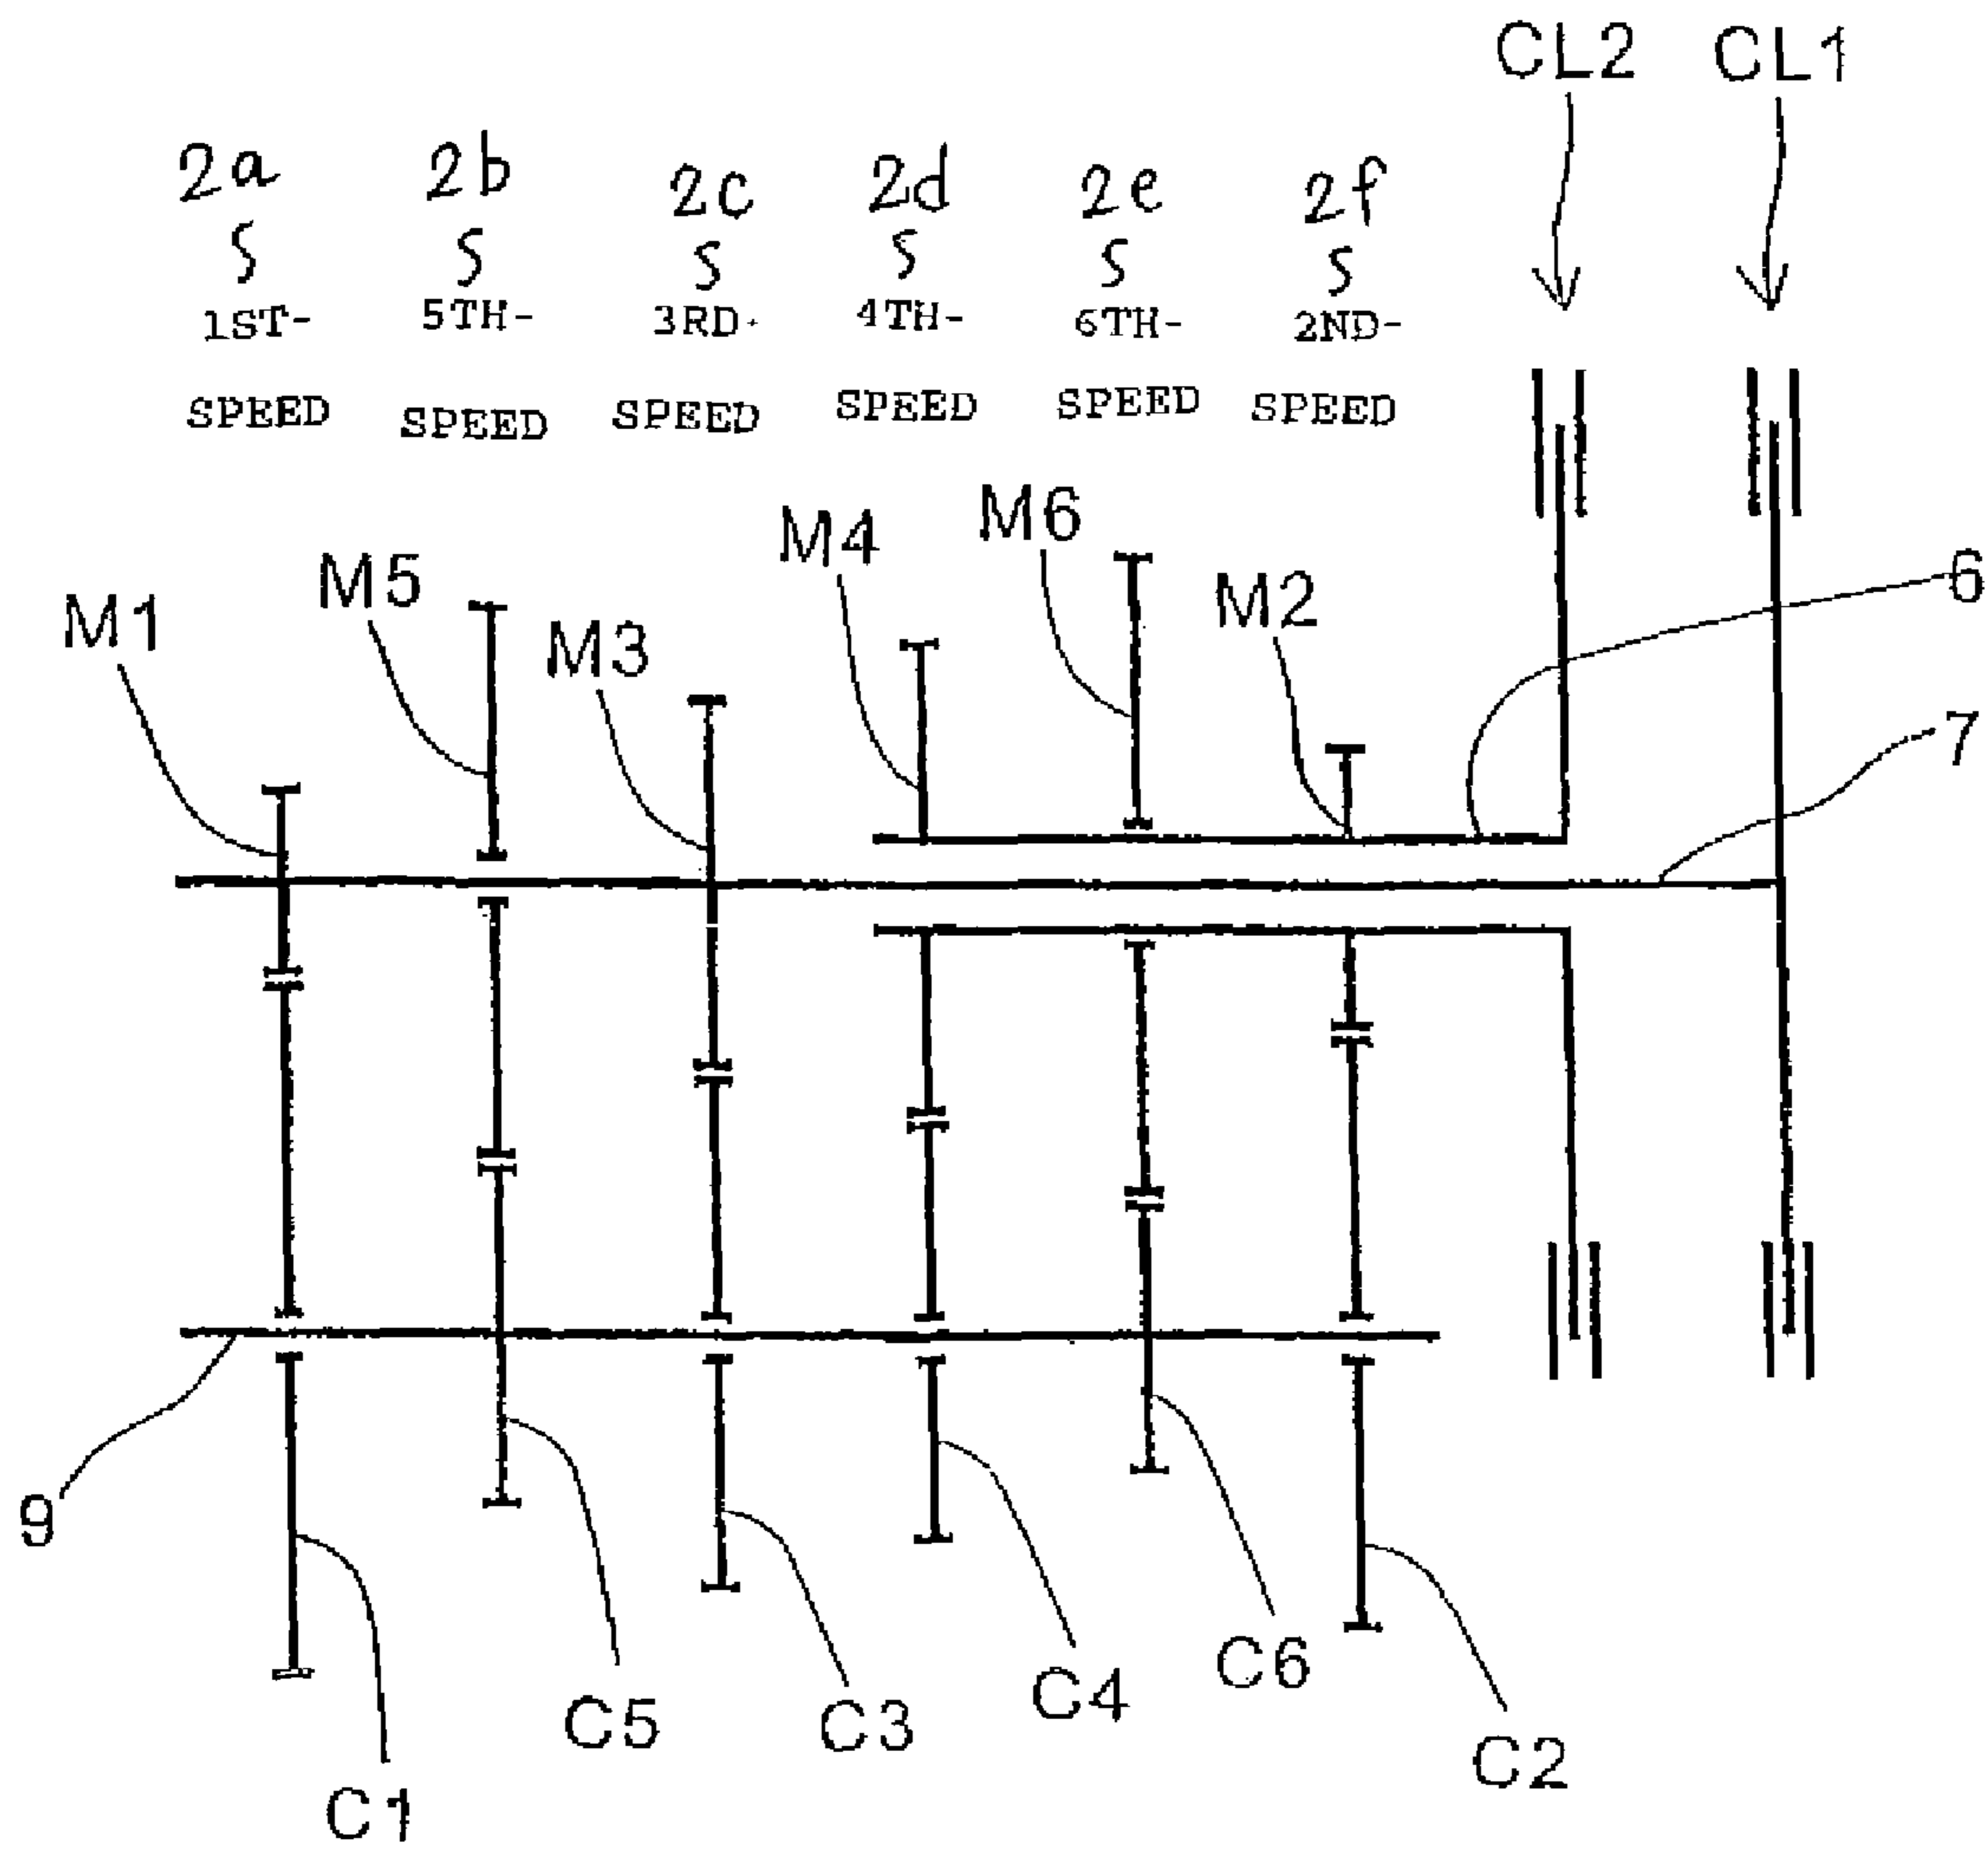 CL2 CL1
2a 2b 2c 2d 2e 2f
1ST- 5TH- 3RD- 4TH- 6TH- 2ND-
SPEED SPEED SPEED SPEED SPEED SPEED
M1 M5 M3 M4 M6 M2 6
7
9
C1 C5 C3 C4 C6 C2